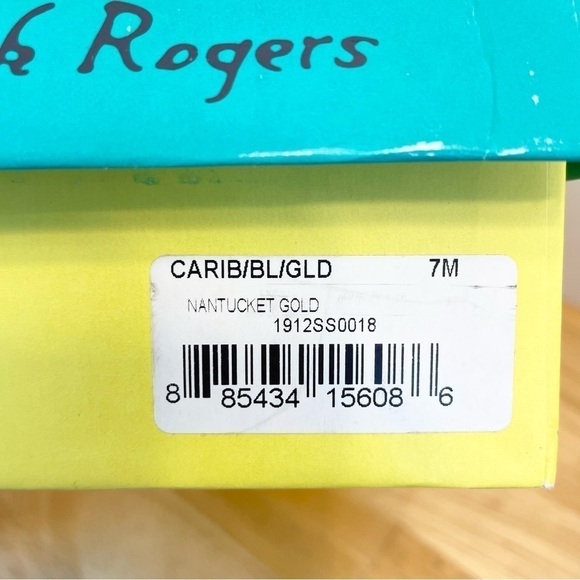 Rogers
CARIB/BL/GLD 7M
NANTUCKET GOLD
1912SS0018
8 85434 15608 6